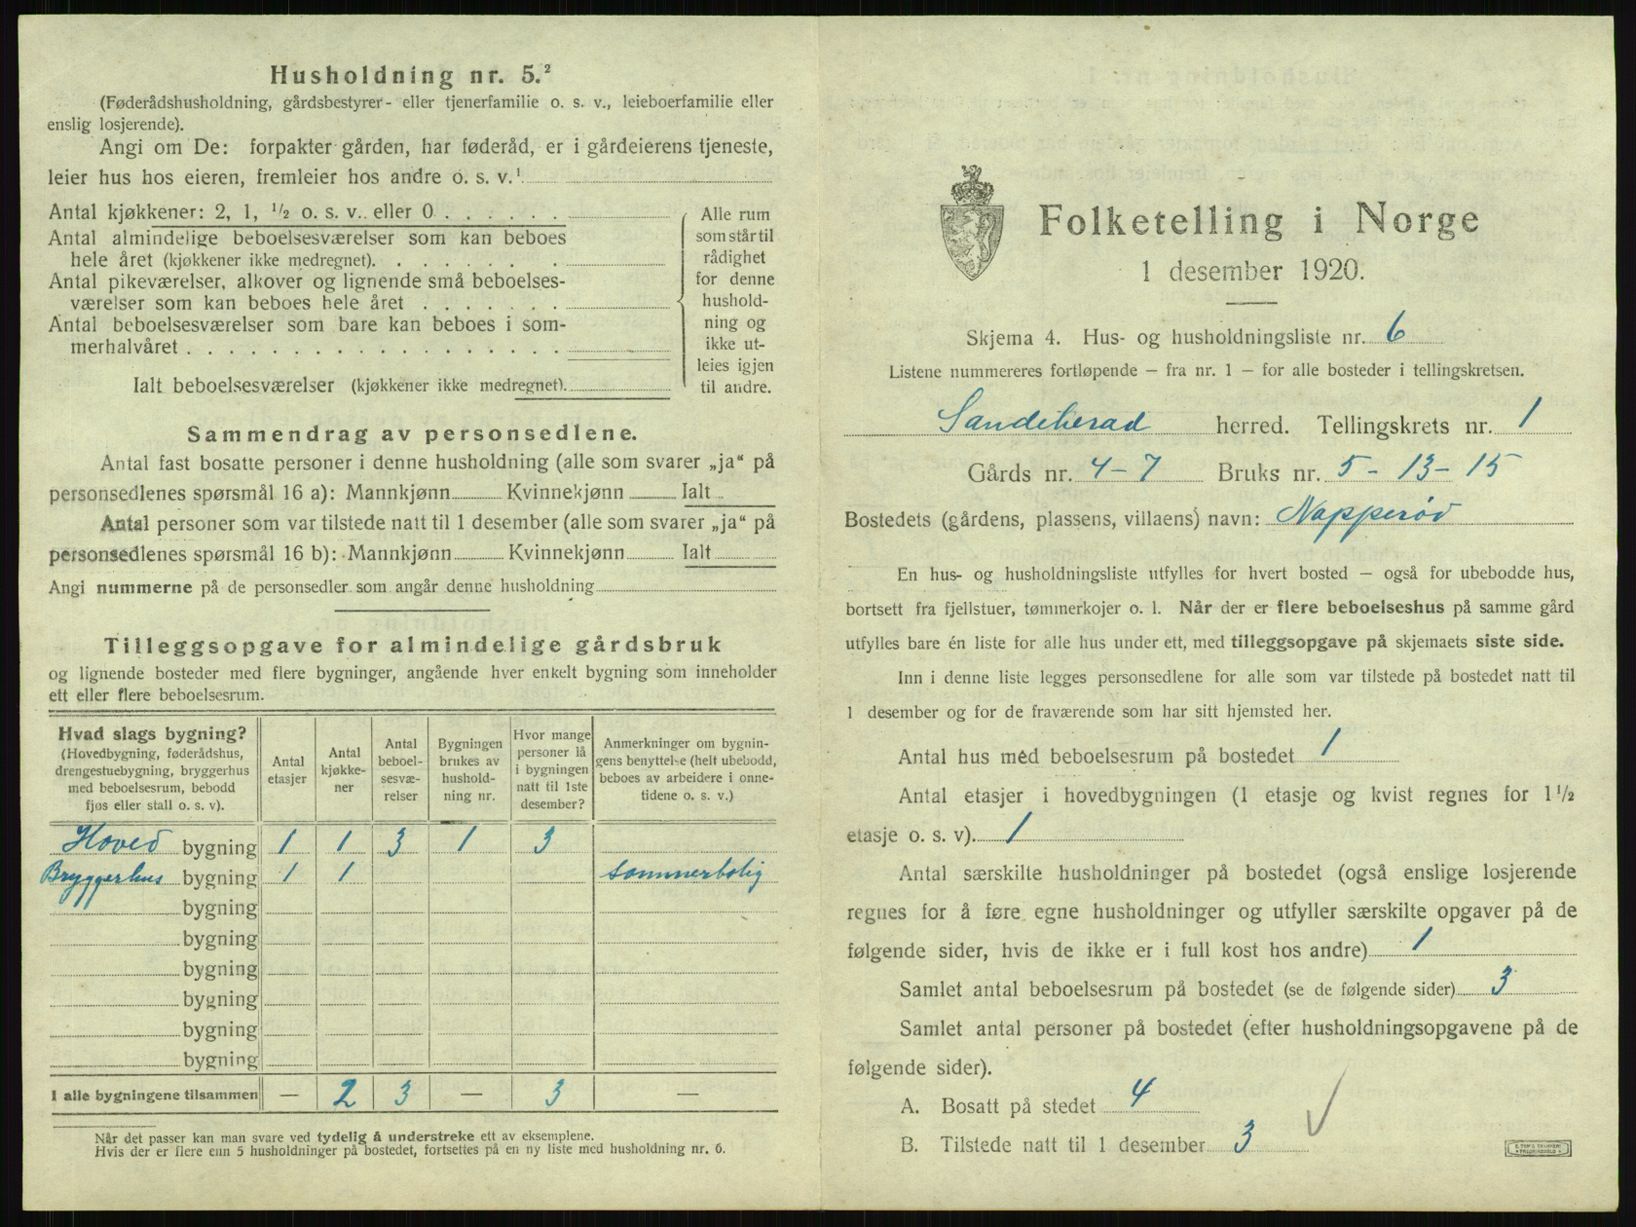 Husholdning nr. 5.²
(Føderådshusholdning, gårdsbestyrer- eller tjenerfamilie o. s. v., leieboerfamilie eller
enslig losjerende).
Angi om De: forpakter gården, har føderåd, er i gårdeierens tjeneste,
leier hus hos eieren, fremleier hos andre o. s. v.¹
Antal kjøkkener: 2, 1, ½ o. s. v. eller 0
Antal almindelige beboelsesværelser som kan beboes
hele året (kjøkkener ikke medregnet).
Antal pikeværelser, alkover og lignende små beboelses-
værelser som kan beboes hele året
Antal beboelsesværelser som bare kan beboes i som-
merhalvåret
Ialt beboelsesværelser (kjøkkener ikke medregnet).
Alle rum
som står til
rådighet
for denne
hushold-
ning og
ikke ut-
leies igjen
til andre.
Sammendrag av personsedlene.
Antal fast bosatte personer i denne husholdning (alle som svarer „ja“ på
personsedlenes spørsmål 16 a): Mannkjønn Kvinnekjønn Ialt
Antal personer som var tilstede natt til 1 desember (alle som svarer „ja“ på
personsedlenes spørsmål 16 b): Mannkjønn Kvinnekjønn Ialt
Angi nummerne på de personsedler som angår denne husholdning
Tilleggsopgave for almindelige gårdsbruk
og lignende bosteder med flere bygninger, angående hver enkelt bygning som inneholder
ett eller flere beboelsesrum.
Hvad slags bygning?
(Hovedbygning, føderådshus,
drengestuebygning, bryggerhus
med beboelsesrum, bebodd
fjøs eller stall o. s. v).
Antal
etasjer
Antal
kjøkke-
ner
Antal
beboel-
sesvæ-
relser
Bygningen
brukes av
hushold-
ning nr.
Hvor mange
personer lå
i bygningen
natt til 1ste
desember?
Anmerkninger om bygnin-
gens benyttelse (helt ubebodd,
beboes av arbeidere i onne-
tidene o. s. v.)
Hoved bygning 1 1 3 1 3
Bryggerhus bygning 1 1 sommerbolig
bygning
bygning
bygning
bygning
bygning
bygning
I alle bygningene tilsammen — 2 3 — 3 —
Når det passer kan man svare ved tydelig å understreke ett av eksemplene.
Hvis der er flere enn 5 husholdninger på bostedet, fortsettes på en ny liste med husholdning nr. 6.
Folketelling i Norge
1 desember 1920.
Skjema 4. Hus- og husholdningsliste nr. 6
Listene nummereres fortløpende — fra nr. 1 — for alle bosteder i tellingskretsen.
Sandeherad herred. Tellingskrets nr. 1
Gårds nr. 4-7 Bruks nr. 5-13-15
Bostedets (gårdens, plassens, villaens) navn: Napperød
En hus- og husholdningsliste utfylles for hvert bosted — også for ubebodde hus,
bortsett fra fjellstuer, tømmerkojer o. l. Når der er flere beboelseshus på samme gård
utfylles bare én liste for alle hus under ett, med tilleggsopgave på skjemaets siste side.
Inn i denne liste legges personsedlene for alle som var tilstede på bostedet natt til
1 desember og for de fraværende som har sitt hjemsted her.
Antal hus med beboelsesrum på bostedet 1
Antal etasjer i hovedbygningen (1 etasje og kvist regnes for 1½
etasje o. s. v). 1
Antal særskilte husholdninger på bostedet (også enslige losjerende
regnes for å føre egne husholdninger og utfyller særskilte opgaver på de
følgende sider, hvis de ikke er i full kost hos andre) 1
Samlet antal beboelsesrum på bostedet (se de følgende sider) 3
Samlet antal personer på bostedet (efter husholdningsopgavene på de
følgende sider).
A. Bosatt på stedet 4
B. Tilstede natt til 1 desember 3